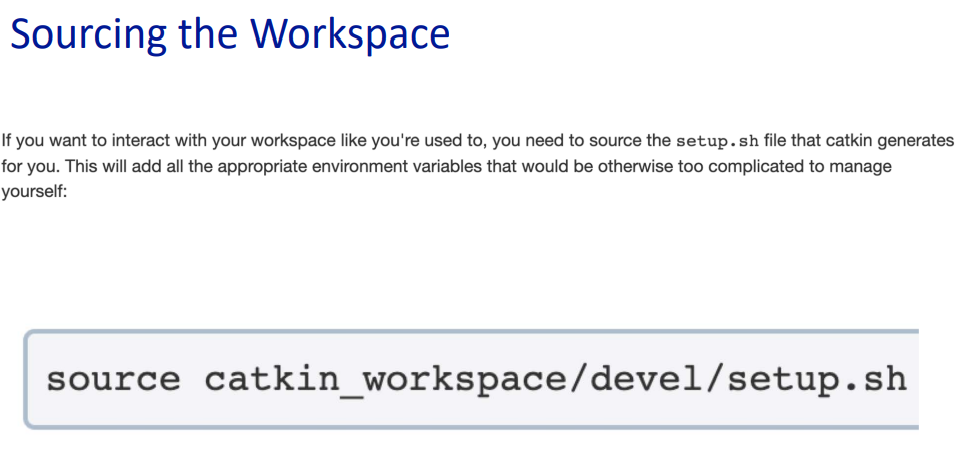 Sourcing the Workspace
If you want to interact with your workspace like you're used to, you need to source the setup.sh file that catkin generates
for you. This will add all the appropriate environment variables that would be otherwise too complicated to manage
yourself:
source catkin_workspace/devel/setup.sh